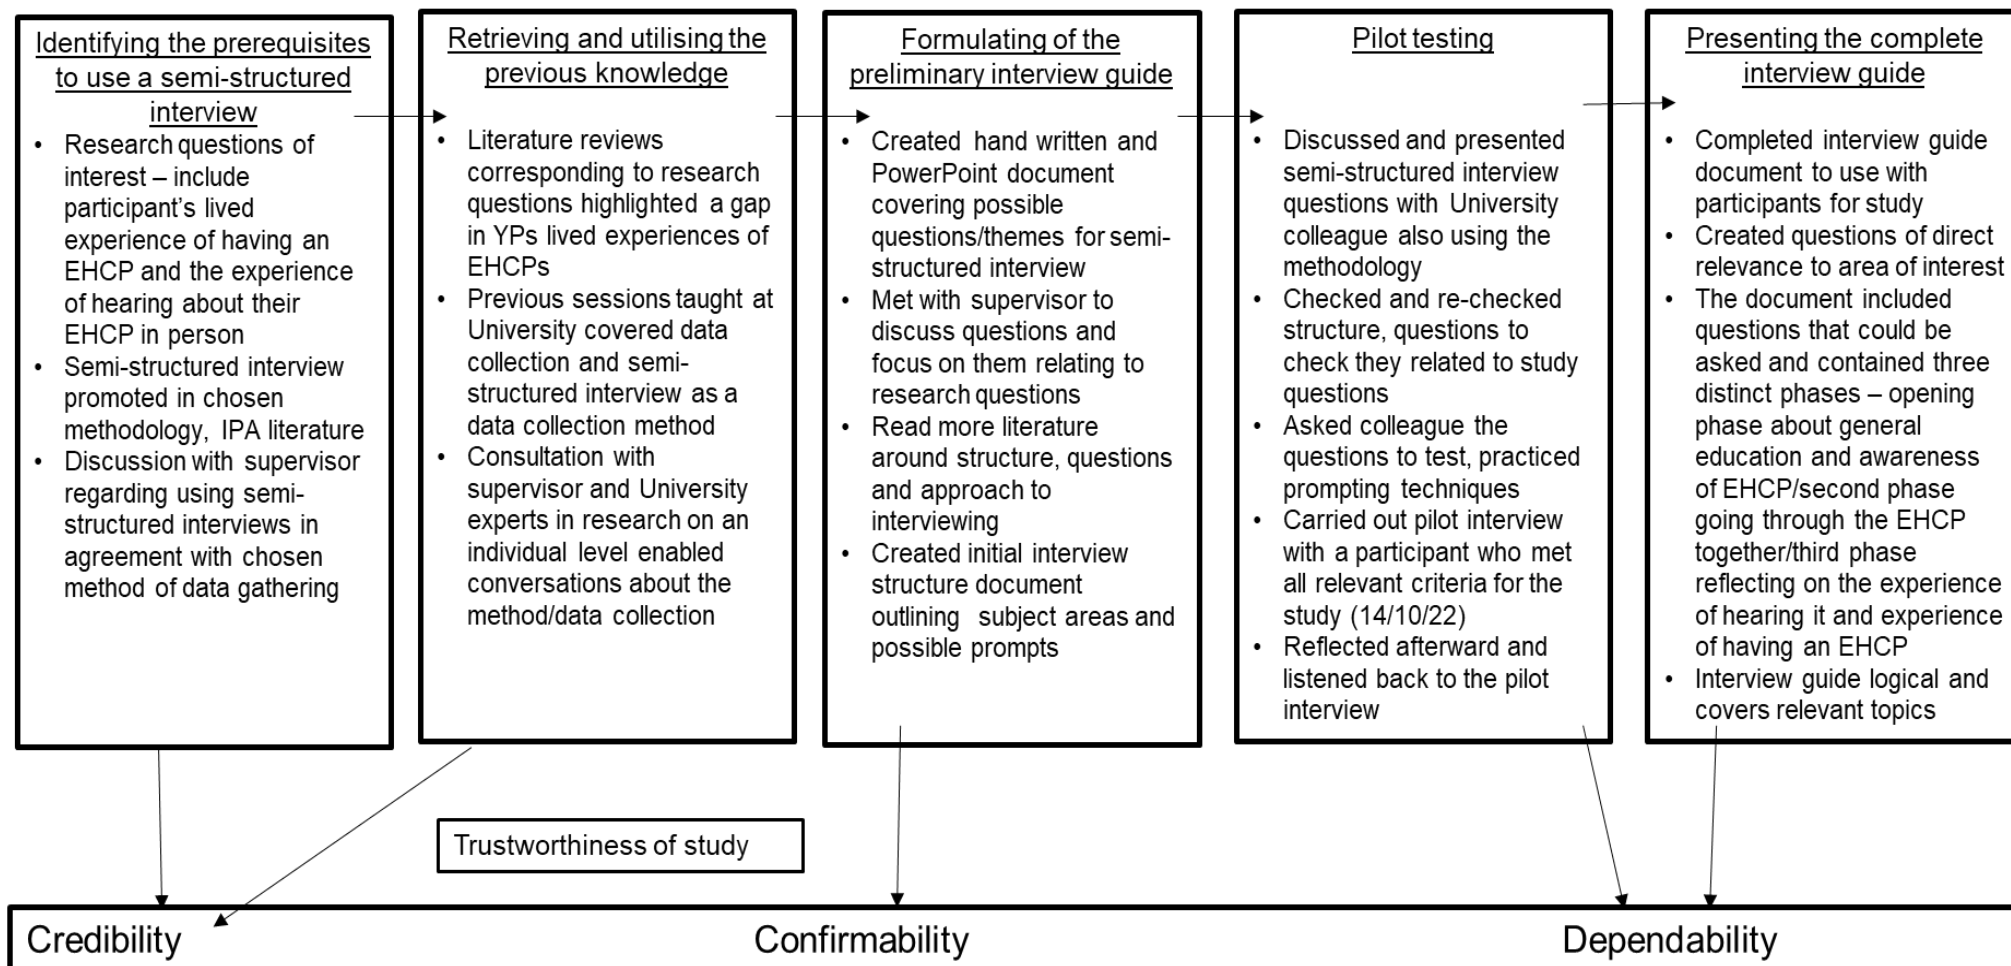 Identifying the prerequisites
to use a semi-structured
interview
• Research questions of
interest – include
participant's lived
experience of having an
EHCP and the experience
of hearing about their
EHCP in person
• Semi-structured interview
promoted in chosen
methodology, IPA literature
• Discussion with supervisor
regarding using semi-
structured interviews in
agreement with chosen
method of data gathering
Retrieving and utilising the
previous knowledge
• Literature reviews
corresponding to research
questions highlighted a gap
in YPs lived experiences of
EHCPs
• Previous sessions taught at
University covered data
collection and semi-
structured interview as a
data collection method
• Consultation with
supervisor and University
experts in research on an
individual level enabled
conversations about the
method/data collection
Formulating of the
preliminary interview guide
• Created hand written and
PowerPoint document
covering possible
questions/themes for semi-
structured interview
• Met with supervisor to
discuss questions and
focus on them relating to
research questions
• Read more literature
around structure, questions
and approach to
interviewing
• Created initial interview
structure document
outlining subject areas and
possible prompts
Pilot testing
• Discussed and presented
semi-structured interview
questions with University
colleague also using the
methodology
• Checked and re-checked
structure, questions to
check they related to study
questions
• Asked colleague the
questions to test, practiced
prompting techniques
• Carried out pilot interview
with a participant who met
all relevant criteria for the
study (14/10/22)
• Reflected afterward and
listened back to the pilot
interview
Presenting the complete
interview guide
• Completed interview guide
document to use with
participants for study
• Created questions of direct
relevance to area of interest
• The document included
questions that could be
asked and contained three
distinct phases – opening
phase about general
education and awareness
of EHCP/second phase
going through the EHCP
together/third phase
reflecting on the experience
of hearing it and experience
of having an EHCP
• Interview guide logical and
covers relevant topics
Trustworthiness of study
Credibility
Confirmability
Dependability